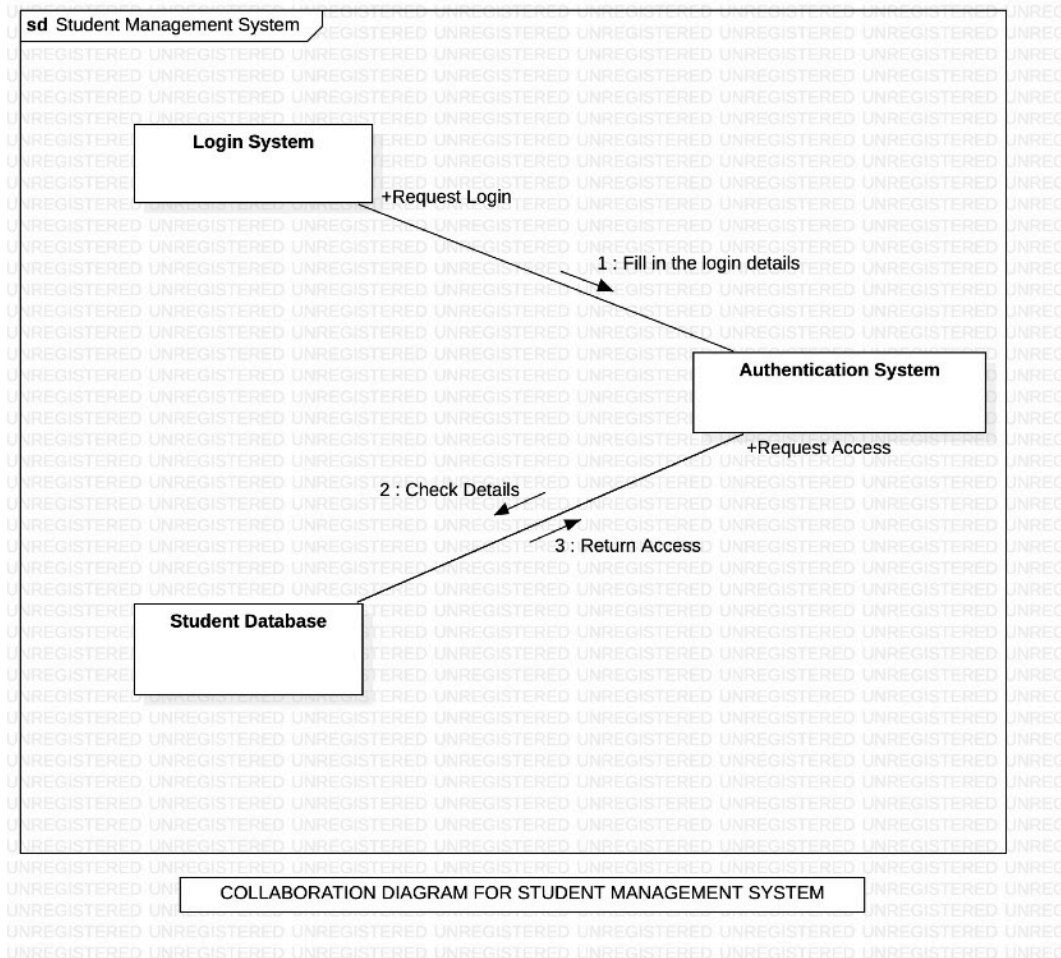 sd Student Management System
Login System
+Request Login
1 : Fill in the login details
Authentication System
+Request Access
2 : Check Details
3 : Return Access
Student Database
COLLABORATION DIAGRAM FOR STUDENT MANAGEMENT SYSTEM
UNREGISTERED